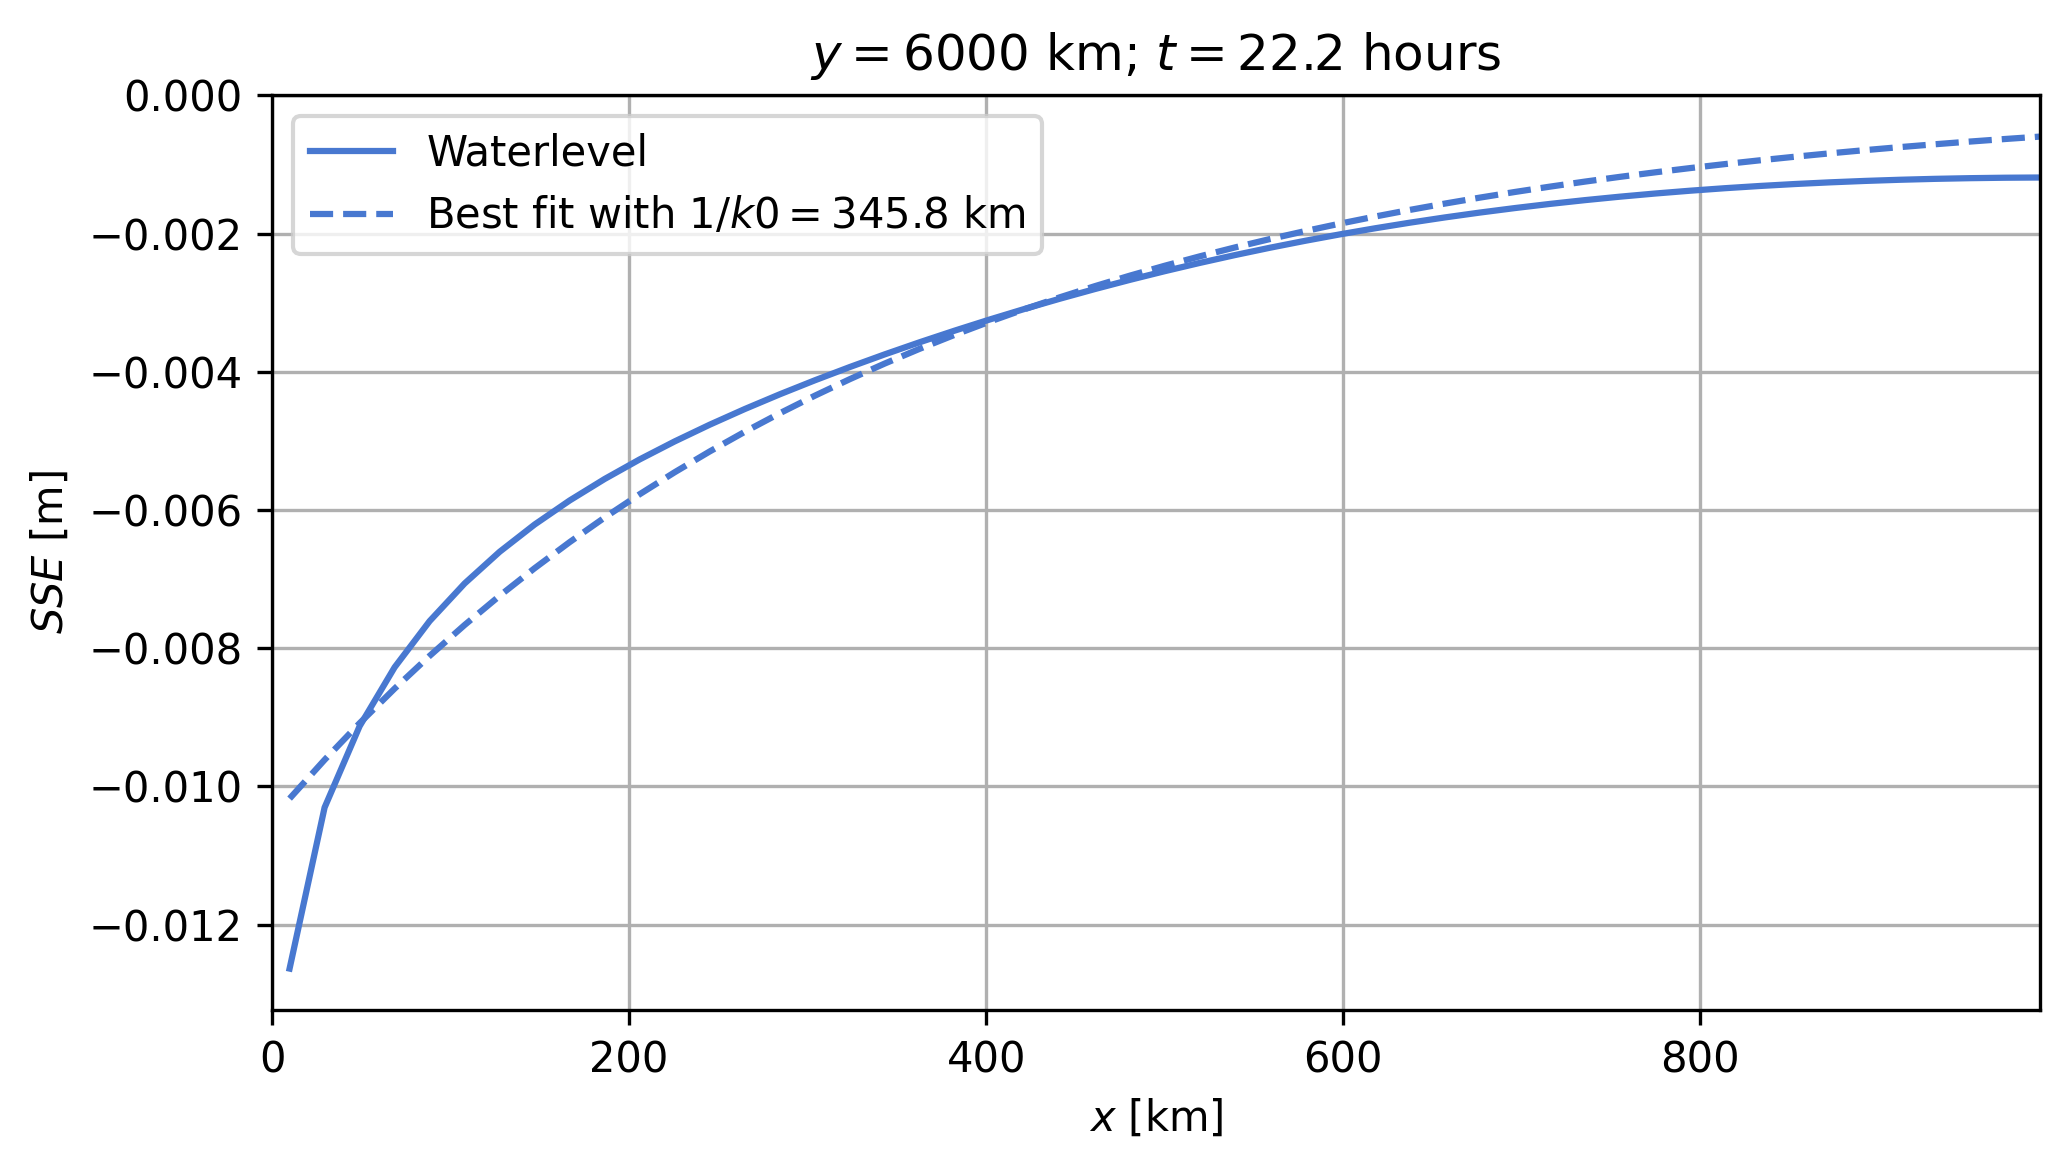 y = 6000 km; t = 22.2 hours
0.000
−0.002
−0.004
−0.006
−0.008
−0.010
−0.012
SSE [m]
Waterlevel
Best fit with 1/k0 = 345.8 km
0 200 400 600 800
x [km]